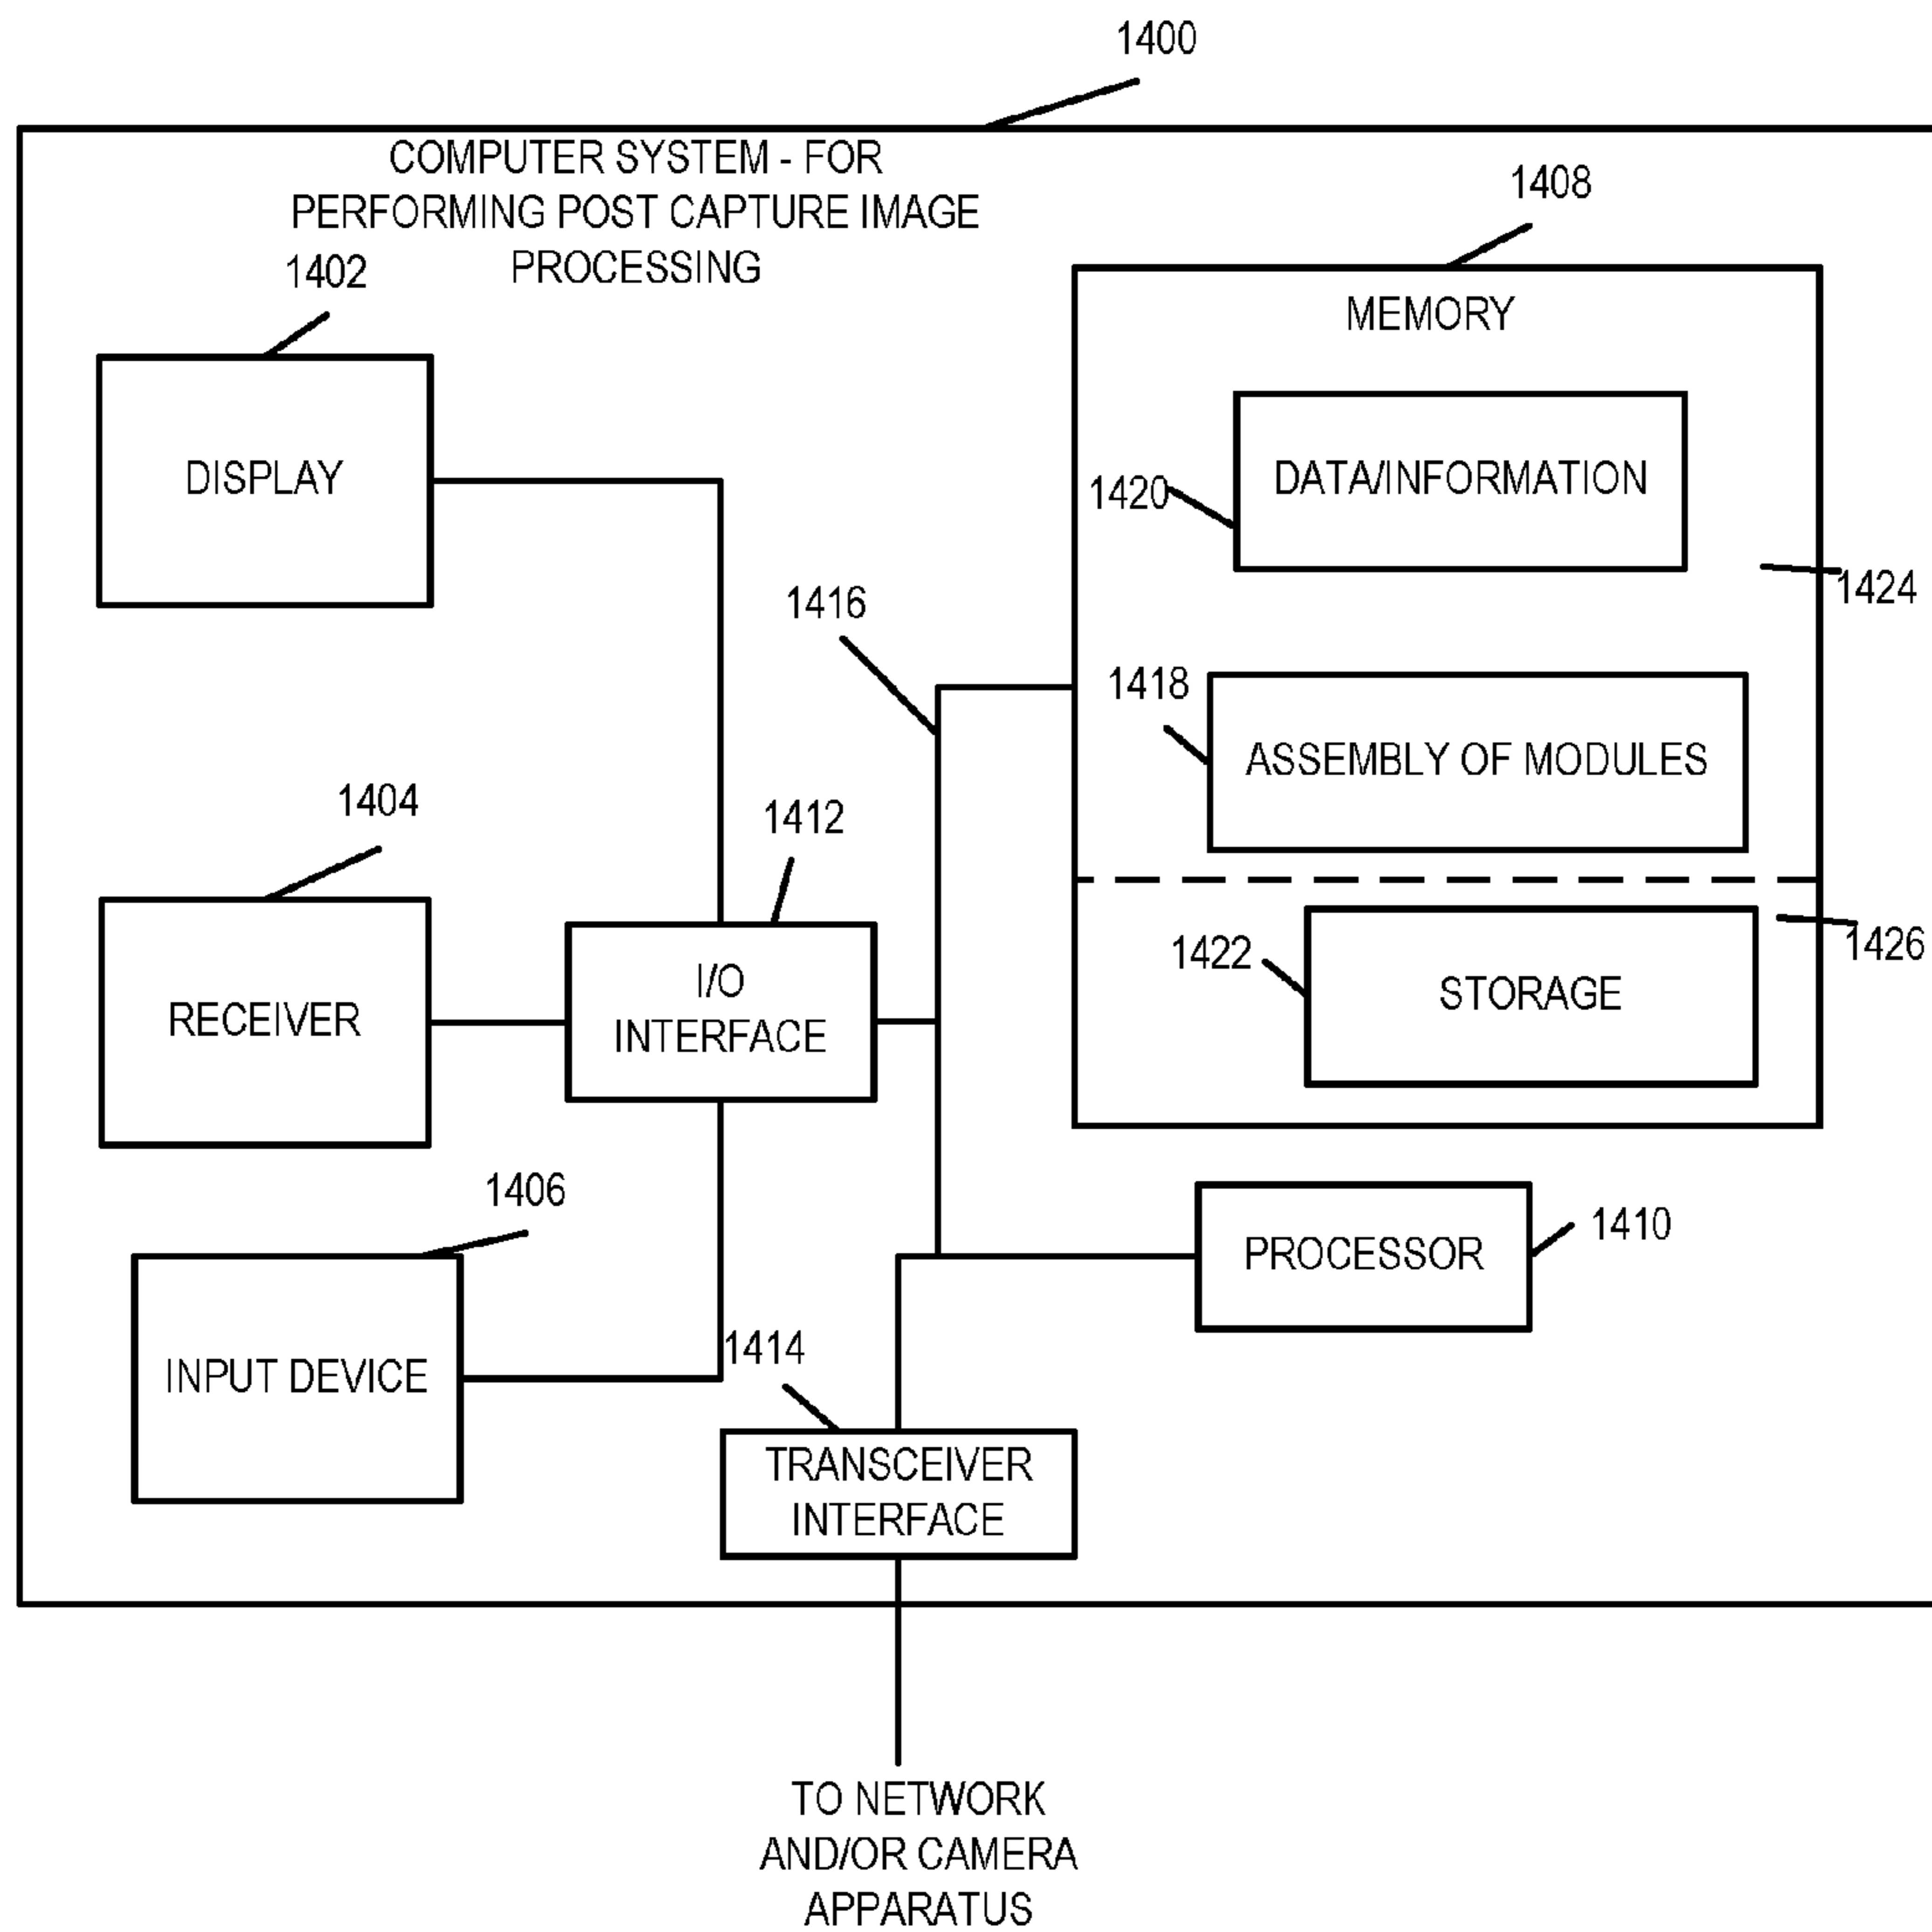 1400
COMPUTER SYSTEM - FOR
PERFORMING POST CAPTURE IMAGE
PROCESSING
1402
DISPLAY
1404
RECEIVER
1406
INPUT DEVICE
1412
I/O
INTERFACE
1416
1408
MEMORY
1420
DATA/INFORMATION
1424
1418
ASSEMBLY OF MODULES
1422
STORAGE
1426
PROCESSOR
1410
1414
TRANSCEIVER
INTERFACE
TO NETWORK
AND/OR CAMERA
APPARATUS